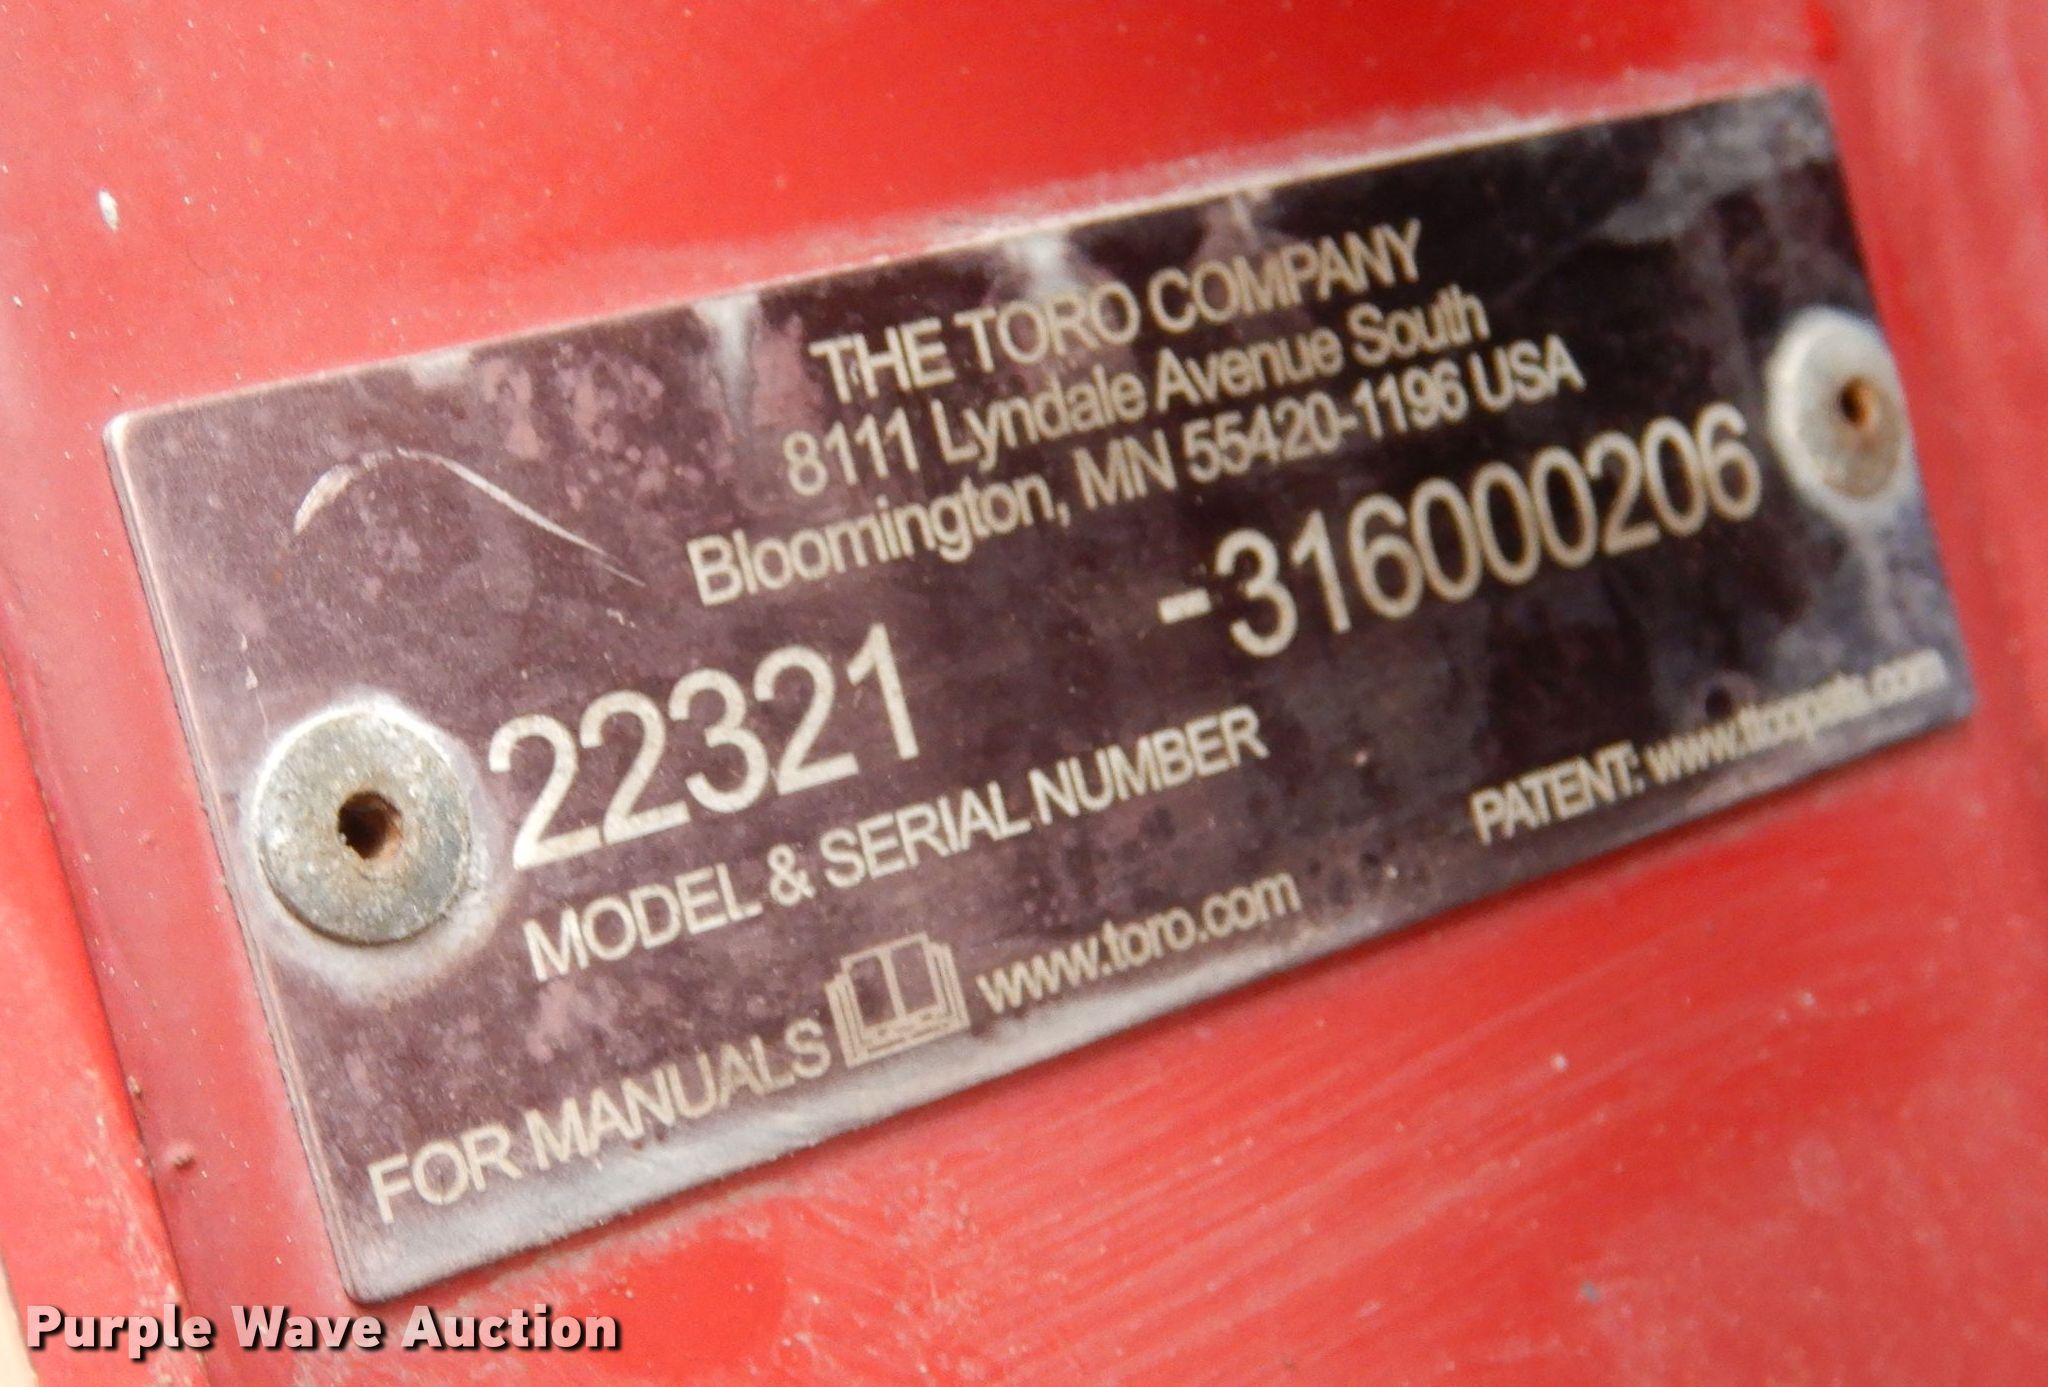 THE TORO COMPANY
8111 Lyndale Avenue South
Bloomington, MN 55420-1196 USA
22321 -316000206
MODEL & SERIAL NUMBER
FOR MANUALS www.toro.com
PATENT:
Purple Wave Auction